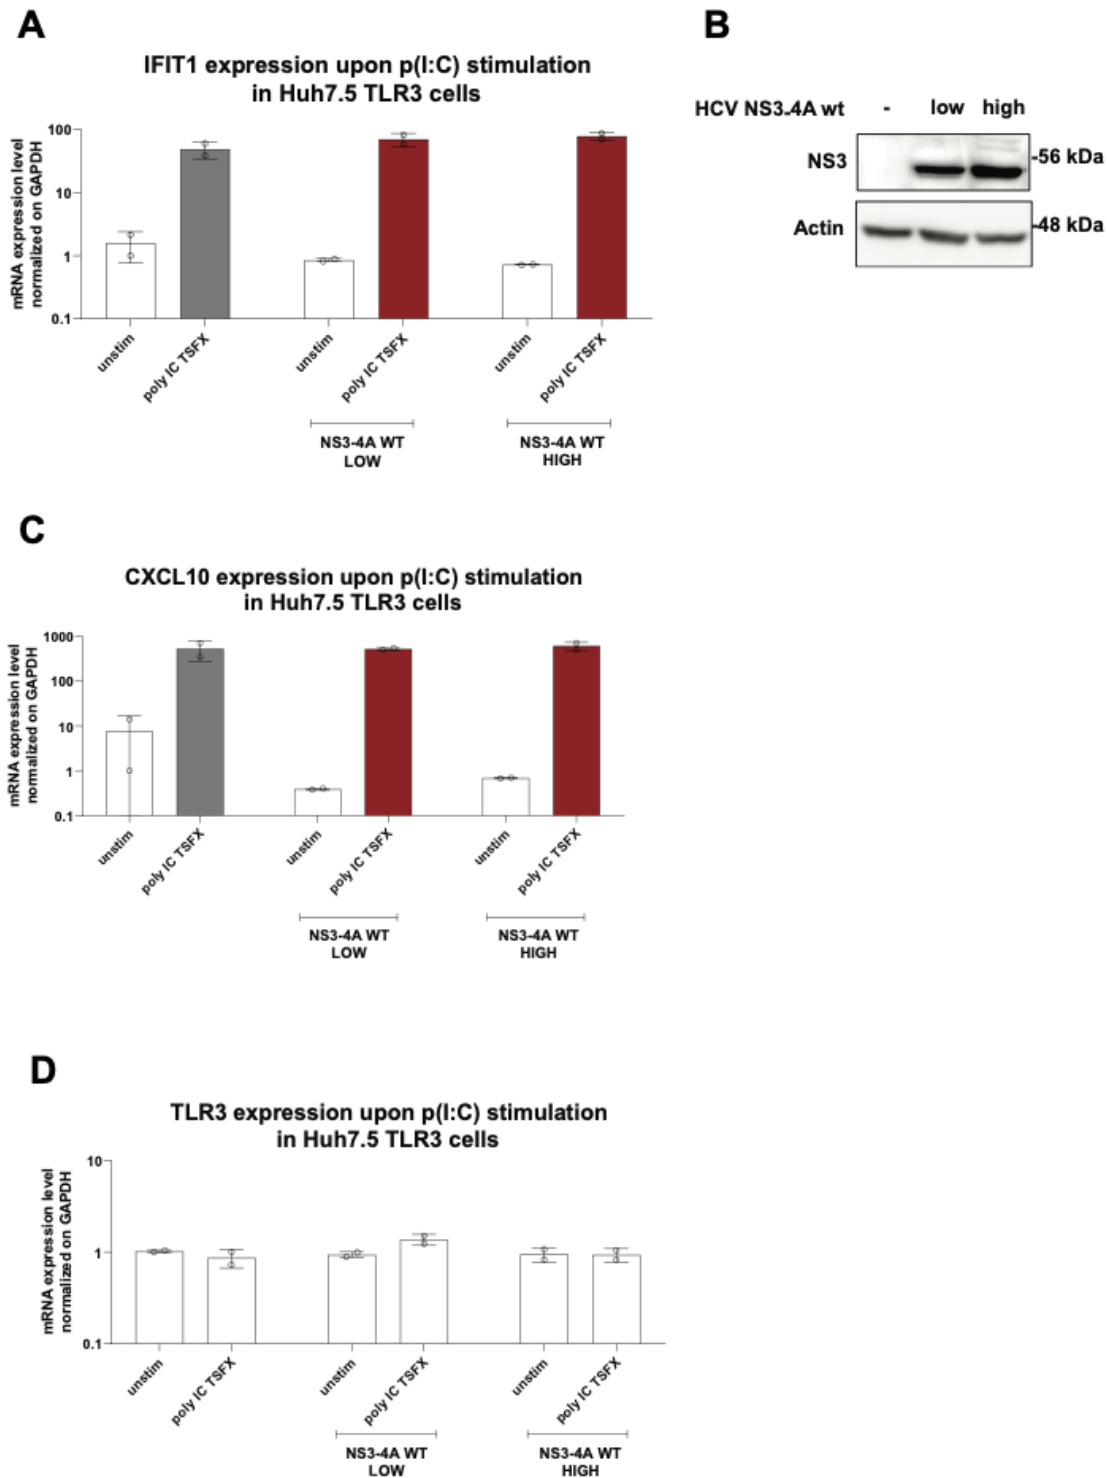 A
IFIT1 expression upon p(I:C) stimulation
in Huh7.5 TLR3 cells
mRNA expression level
normalized on GAPDH
100
10
1
0.1
unstim
poly IC TSFX
unstim
poly IC TSFX
unstim
poly IC TSFX
NS3-4A WT
LOW
NS3-4A WT
HIGH
B
HCV NS3-4A wt - low high
NS3
-56 kDa
Actin
-48 kDa
C
CXCL10 expression upon p(I:C) stimulation
in Huh7.5 TLR3 cells
mRNA expression level
normalized on GAPDH
1000
100
10
1
0.1
unstim
poly IC TSFX
unstim
poly IC TSFX
unstim
poly IC TSFX
NS3-4A WT
LOW
NS3-4A WT
HIGH
D
TLR3 expression upon p(I:C) stimulation
in Huh7.5 TLR3 cells
mRNA expression level
normalized on GAPDH
10
1
0.1
unstim
poly IC TSFX
unstim
poly IC TSFX
unstim
poly IC TSFX
NS3-4A WT
LOW
NS3-4A WT
HIGH